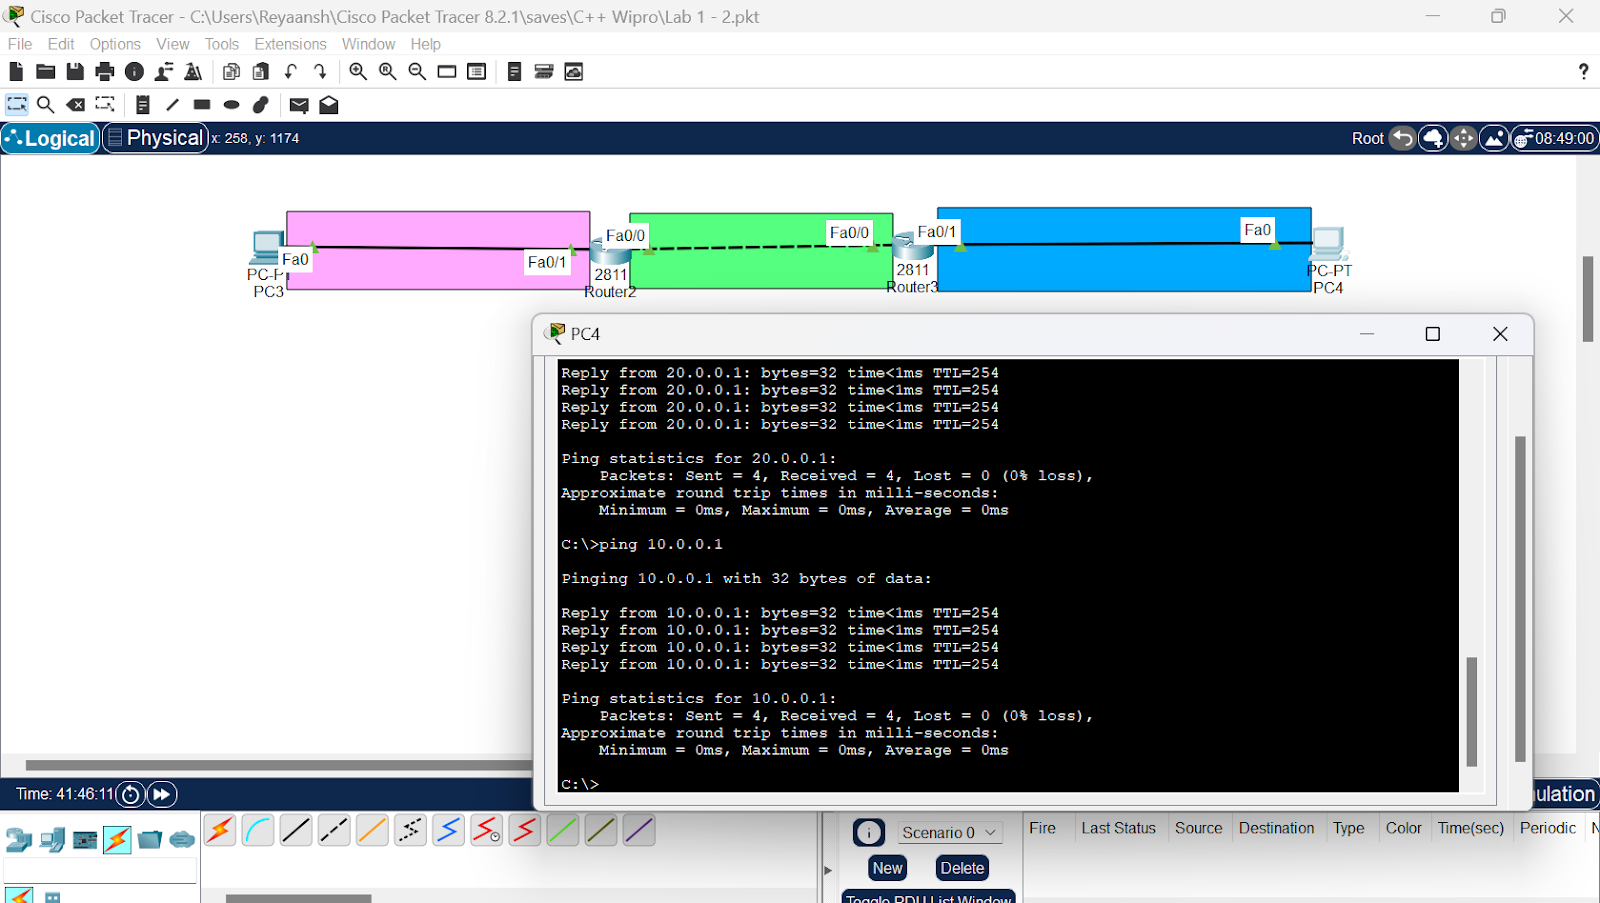 Cisco Packet Tracer - C:\Users\Reyaansh\Cisco Packet Tracer 8.2.1\saves\C++ Wipro\Lab 1 - 2.pkt
File Edit Options View Tools Extensions Window Help
?
Logical Physical x: 258, y: 1174 Root 08:49:00
Fa0/0 Fa0/0 Fa0/1 Fa0
Fa0 Fa0/1
PC-P 2811 2811 PC-PT
PC3 Router2 Router3 PC4
PC4
Reply from 20.0.0.1: bytes=32 time<1ms TTL=254
Reply from 20.0.0.1: bytes=32 time<1ms TTL=254
Reply from 20.0.0.1: bytes=32 time<1ms TTL=254
Reply from 20.0.0.1: bytes=32 time<1ms TTL=254
Ping statistics for 20.0.0.1:
Packets: Sent = 4, Received = 4, Lost = 0 (0% loss),
Approximate round trip times in milli-seconds:
Minimum = 0ms, Maximum = 0ms, Average = 0ms
C:\>ping 10.0.0.1
Pinging 10.0.0.1 with 32 bytes of data:
Reply from 10.0.0.1: bytes=32 time<1ms TTL=254
Reply from 10.0.0.1: bytes=32 time<1ms TTL=254
Reply from 10.0.0.1: bytes=32 time<1ms TTL=254
Reply from 10.0.0.1: bytes=32 time<1ms TTL=254
Ping statistics for 10.0.0.1:
Packets: Sent = 4, Received = 4, Lost = 0 (0% loss),
Approximate round trip times in milli-seconds:
Minimum = 0ms, Maximum = 0ms, Average = 0ms
C:\>
Time: 41:46:11 ulation
Scenario 0 Fire Last Status Source Destination Type Color Time(sec) Periodic N
New Delete
Toggle PDU List Window